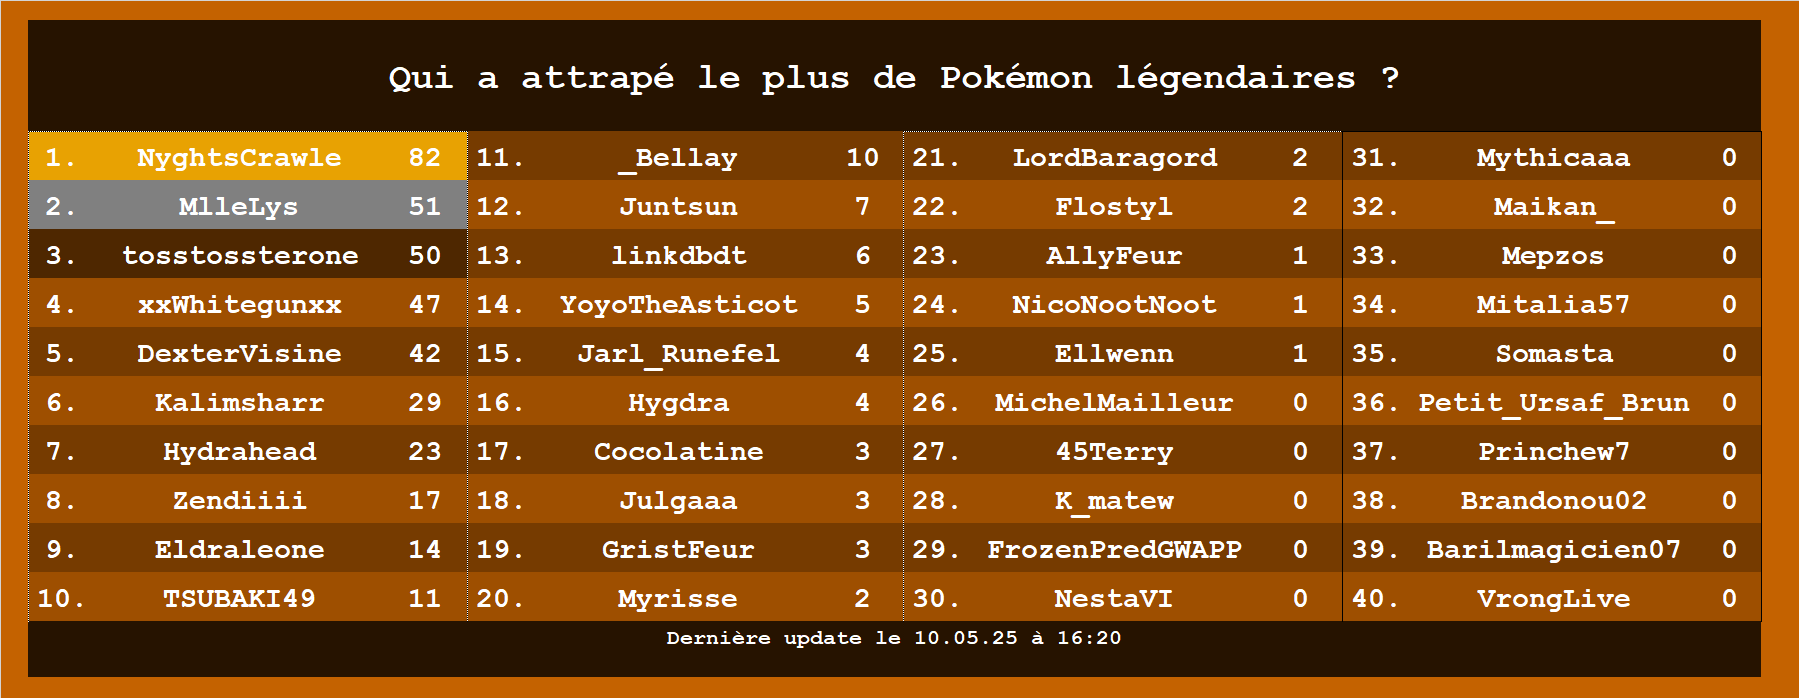 Qui a attrapé le plus de Pokémon légendaires ?
1. NyghtsCrawle 82
2. MlleLys 51
3. tosstossterone 50
4. xxWhitegunxx 47
5. DexterVisine 42
6. Kalimsharr 29
7. Hydrahead 23
8. Zendiiii 17
9. Eldraleone 14
10. TSUBAKI49 11
11. _Bellay 10
12. Juntsun 7
13. linkdbdt 6
14. YoyoTheAsticot 5
15. Jarl_Runefel 4
16. Hygdra 4
17. Cocolatine 3
18. Julgaaa 3
19. GristFeur 3
20. Myrisse 2
21. LordBaragord 2
22. Flostyl 2
23. AllyFeur 1
24. NicoNootNoot 1
25. Ellwenn 1
26. MichelMailleur 0
27. 45Terry 0
28. K_matew 0
29. FrozenPredGWAPP 0
30. NestaVI 0
31. Mythicaaa 0
32. Maikan_ 0
33. Mepzos 0
34. Mitalia57 0
35. Somasta 0
36. Petit_Ursaf_Brun 0
37. Princhew7 0
38. Brandonou02 0
39. Barilmagicien07 0
40. VrongLive 0
Dernière update le 10.05.25 à 16:20